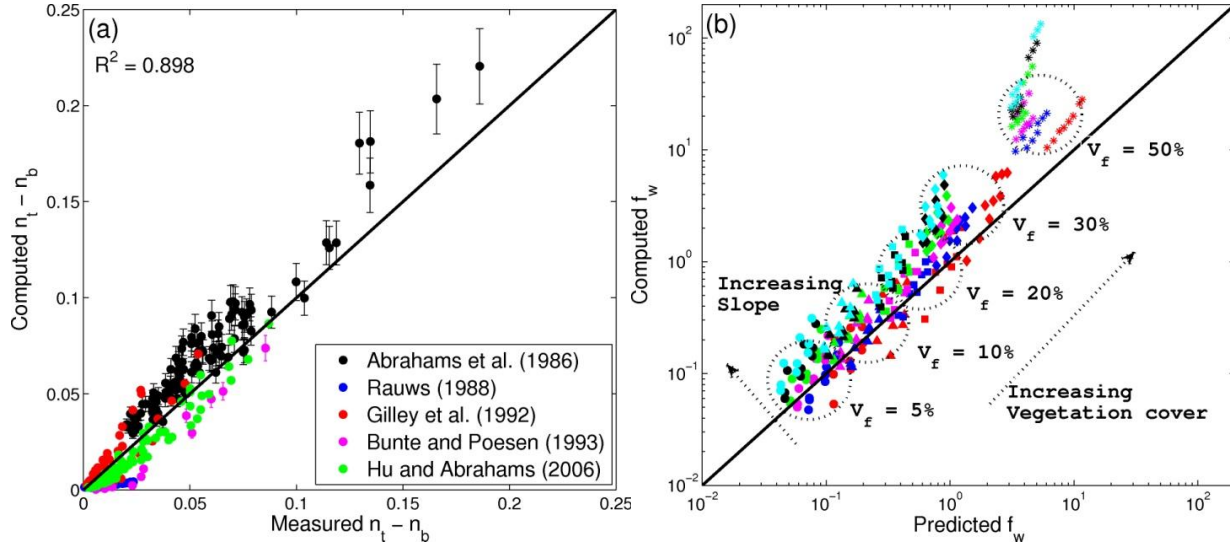 (a)
R² = 0.898
Computed n_t − n_b
0.25
0.2
0.15
0.1
0.05
0
0 0.05 0.1 0.15 0.2 0.25
Measured n_t − n_b
Abrahams et al. (1986)
Rauws (1988)
Gilley et al. (1992)
Bunte and Poesen (1993)
Hu and Abrahams (2006)
(b)
Computed f_w
10²
10¹
10⁰
10⁻¹
10⁻²
10⁻² 10⁻¹ 10⁰ 10¹ 10²
Predicted f_w
V_f = 50%
V_f = 30%
V_f = 20%
V_f = 10%
V_f = 5%
Increasing
Slope
Increasing
Vegetation cover